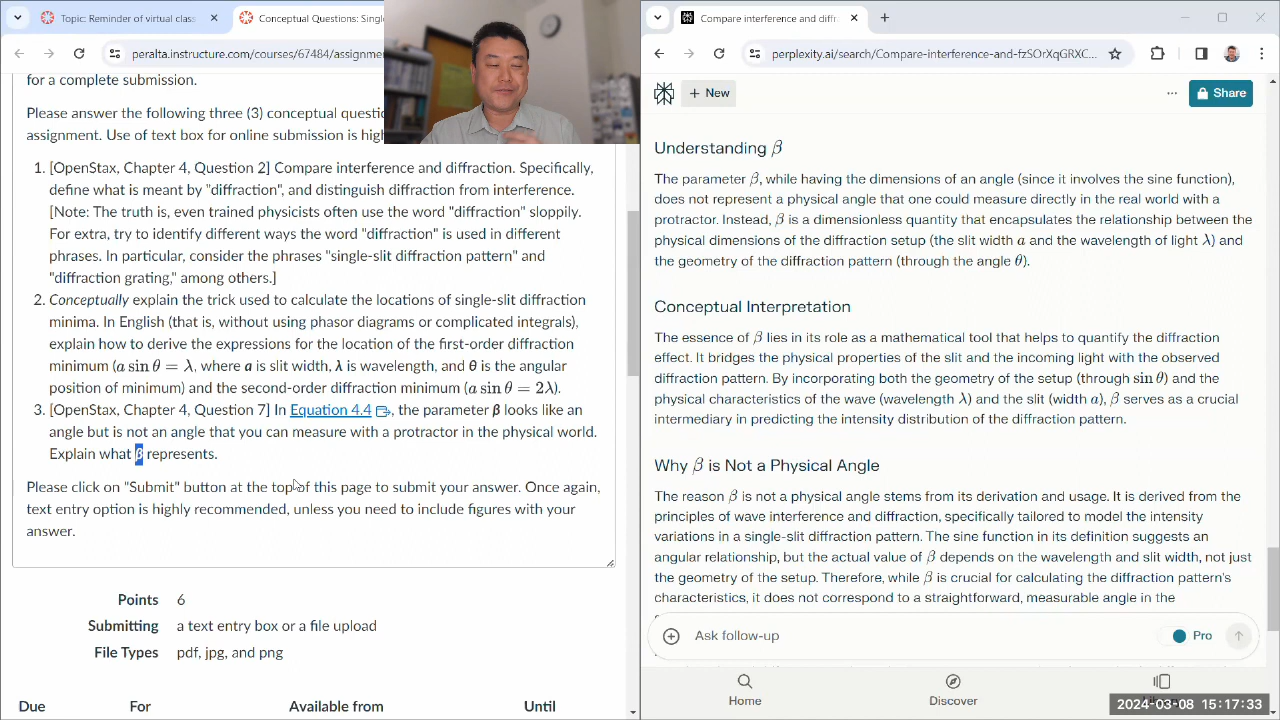 Topic: Reminder of virtual clas
Conceptual Questions: Singl
peralta.instructure.com/courses/67484/assignme
for a complete submission.
Please answer the following three (3) conceptual questi
assignment. Use of text box for online submission is high
1. [OpenStax, Chapter 4, Question 2] Compare interference and diffraction. Specifically,
define what is meant by "diffraction", and distinguish diffraction from interference.
[Note: The truth is, even trained physicists often use the word "diffraction" sloppily.
For extra, try to identify different ways the word "diffraction" is used in different
phrases. In particular, consider the phrases "single-slit diffraction pattern" and
"diffraction grating," among others.]
2. Conceptually explain the trick used to calculate the locations of single-slit diffraction
minima. In English (that is, without using phasor diagrams or complicated integrals),
explain how to derive the expressions for the location of the first-order diffraction
minimum (a sin θ = λ, where a is slit width, λ is wavelength, and θ is the angular
position of minimum) and the second-order diffraction minimum (a sin θ = 2λ).
3. [OpenStax, Chapter 4, Question 7] In Equation 4.4, the parameter β looks like an
angle but is not an angle that you can measure with a protractor in the physical world.
Explain what β represents.
Please click on "Submit" button at the top of this page to submit your answer. Once again,
text entry option is highly recommended, unless you need to include figures with your
answer.
Points 6
Submitting a text entry box or a file upload
File Types pdf, jpg, and png
Due For Available from Until
Compare interference and diffr
perplexity.ai/search/Compare-interference-and-fzSOrXqGRXC...
+ New
Share
Understanding β
The parameter β, while having the dimensions of an angle (since it involves the sine function),
does not represent a physical angle that one could measure directly in the real world with a
protractor. Instead, β is a dimensionless quantity that encapsulates the relationship between the
physical dimensions of the diffraction setup (the slit width a and the wavelength of light λ) and
the geometry of the diffraction pattern (through the angle θ).
Conceptual Interpretation
The essence of β lies in its role as a mathematical tool that helps to quantify the diffraction
effect. It bridges the physical properties of the slit and the incoming light with the observed
diffraction pattern. By incorporating both the geometry of the setup (through sin θ) and the
physical characteristics of the wave (wavelength λ) and the slit (width a), β serves as a crucial
intermediary in predicting the intensity distribution of the diffraction pattern.
Why β is Not a Physical Angle
The reason β is not a physical angle stems from its derivation and usage. It is derived from the
principles of wave interference and diffraction, specifically tailored to model the intensity
variations in a single-slit diffraction pattern. The sine function in its definition suggests an
angular relationship, but the actual value of β depends on the wavelength and slit width, not just
the geometry of the setup. Therefore, while β is crucial for calculating the diffraction pattern's
characteristics, it does not correspond to a straightforward, measurable angle in the
Ask follow-up
Pro
Home
Discover
2024-03-08 15:17:33